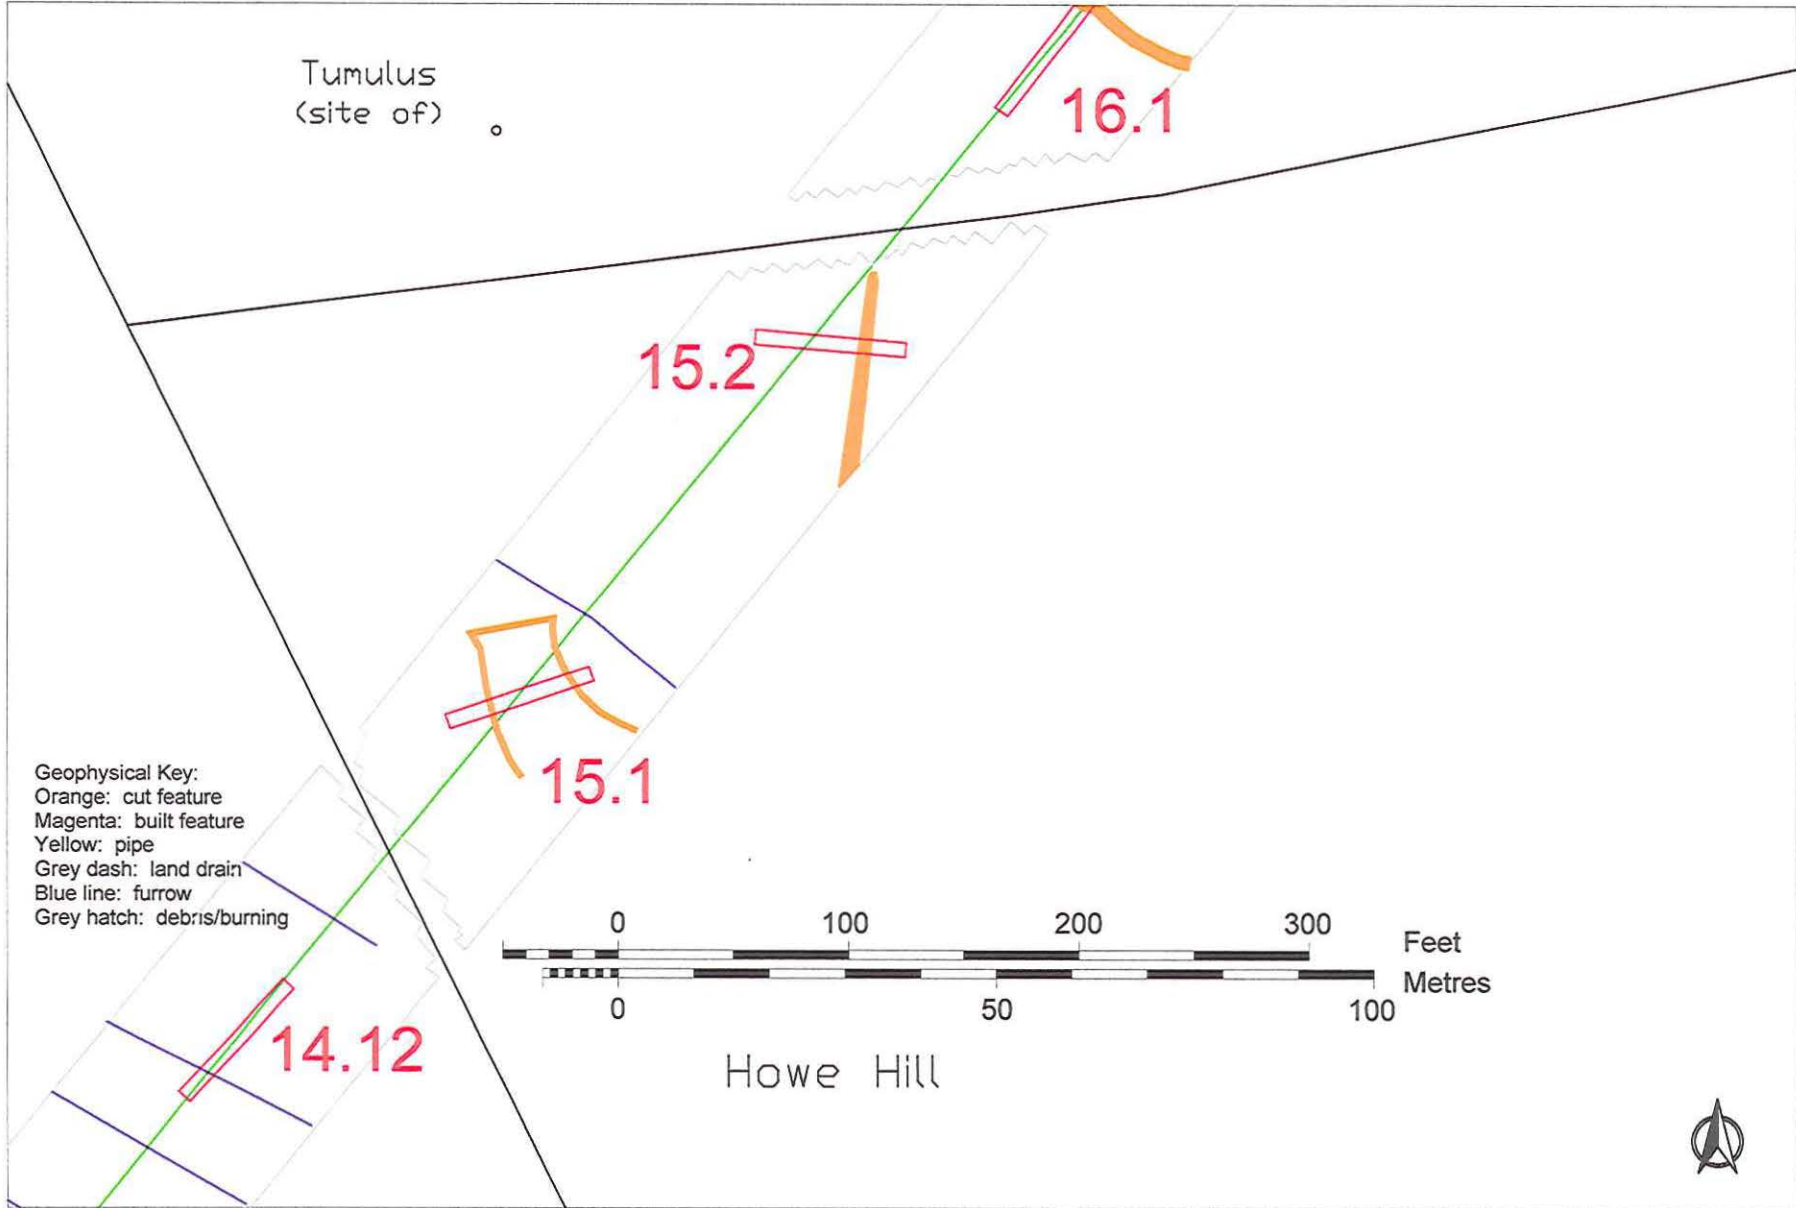 Tumulus
(site of)
16.1
15.2
15.1
Geophysical Key:
Orange: cut feature
Magenta: built feature
Yellow: pipe
Grey dash: land drain
Blue line: furrow
Grey hatch: debris/burning
0 100 200 300
Feet
Metres
0 50 100
14.12
Howe Hill